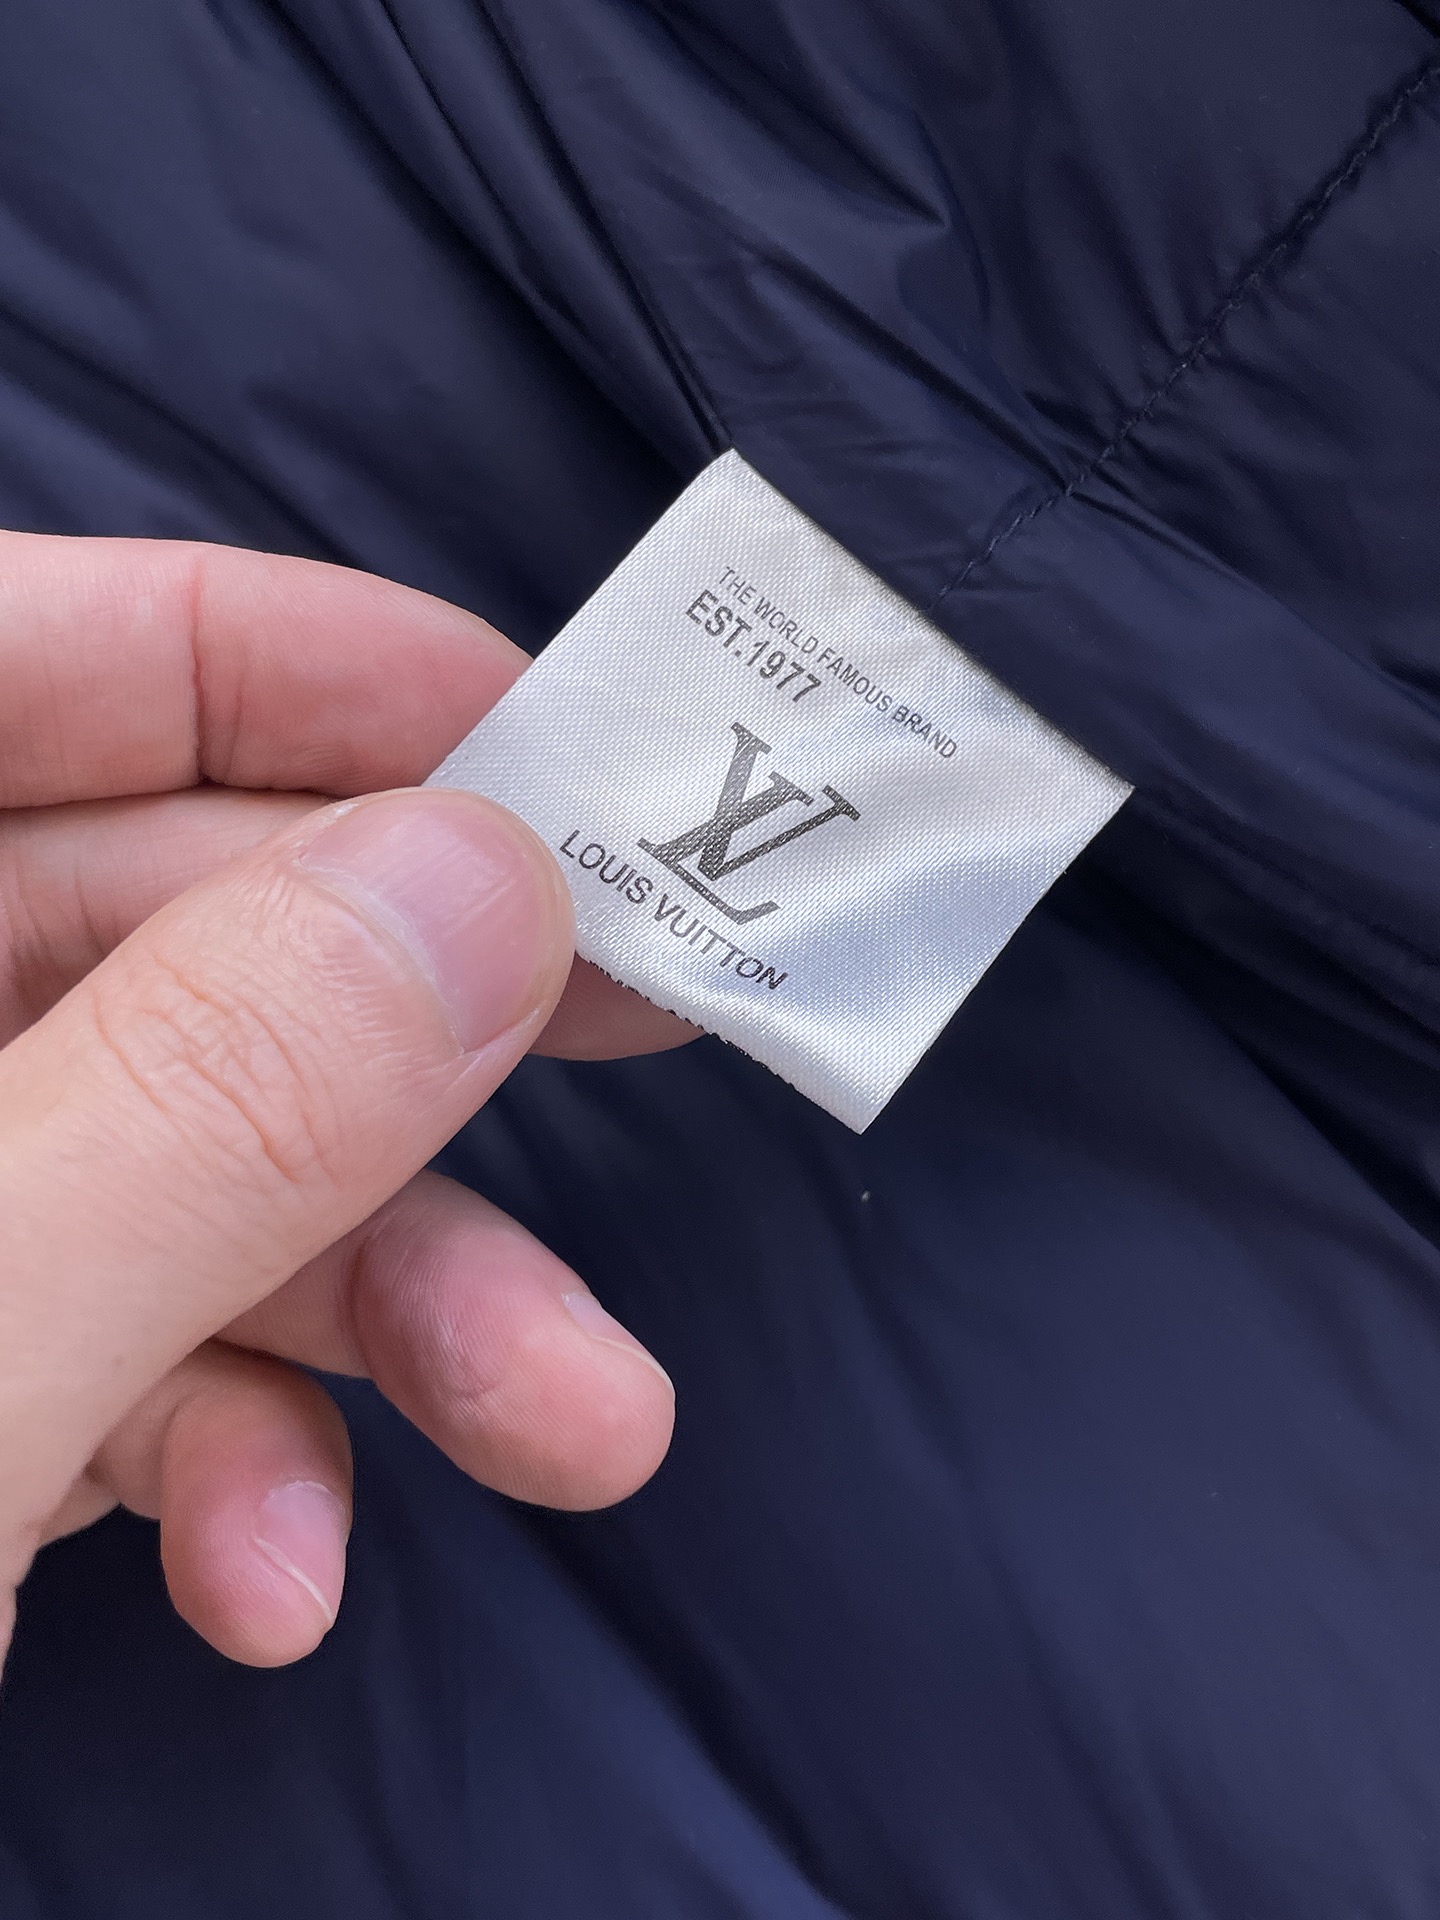 THE WORLD FAMOUS BRAND
EST.1977
LV
LOUIS VUITTON